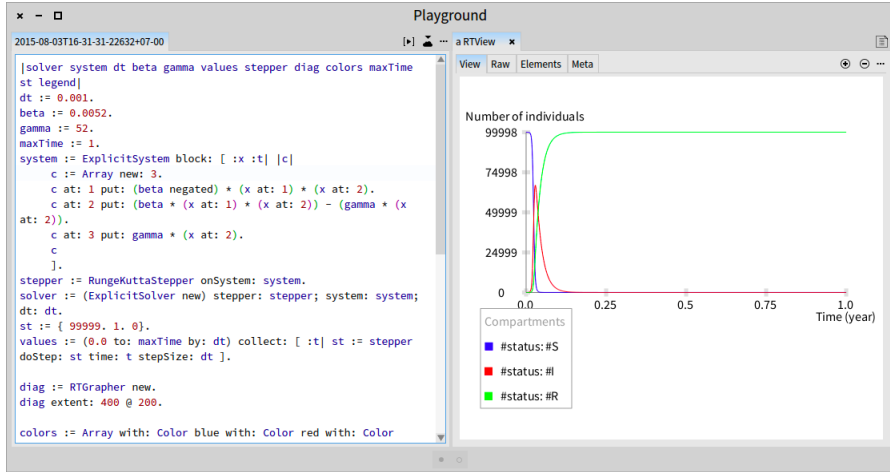 Playground
2015-08-03T16-31-31-22632+07-00
|solver system dt beta gamma values stepper diag colors maxTime
st legend|
dt := 0.001.
beta := 0.0052.
gamma := 52.
maxTime := 1.
system := ExplicitSystem block: [ :x :t| |c|
c := Array new: 3.
c at: 1 put: (beta negated) * (x at: 1) * (x at: 2).
c at: 2 put: (beta * (x at: 1) * (x at: 2)) - (gamma * (x
at: 2)).
c at: 3 put: gamma * (x at: 2).
c
].
stepper := RungeKuttaStepper onSystem: system.
solver := (ExplicitSolver new) stepper: stepper; system: system;
dt: dt.
st := { 99999. 1. 0}.
values := (0.0 to: maxTime by: dt) collect: [ :t| st := stepper
doStep: st time: t stepSize: dt ].
diag := RTGrapher new.
diag extent: 400 @ 200.
colors := Array with: Color blue with: Color red with: Color
a RTView
View Raw Elements Meta
Number of individuals
99998
74998
49999
24999
0
0.0 0.25 0.5 0.75 1.0
Time (year)
Compartments
#status: #S
#status: #I
#status: #R